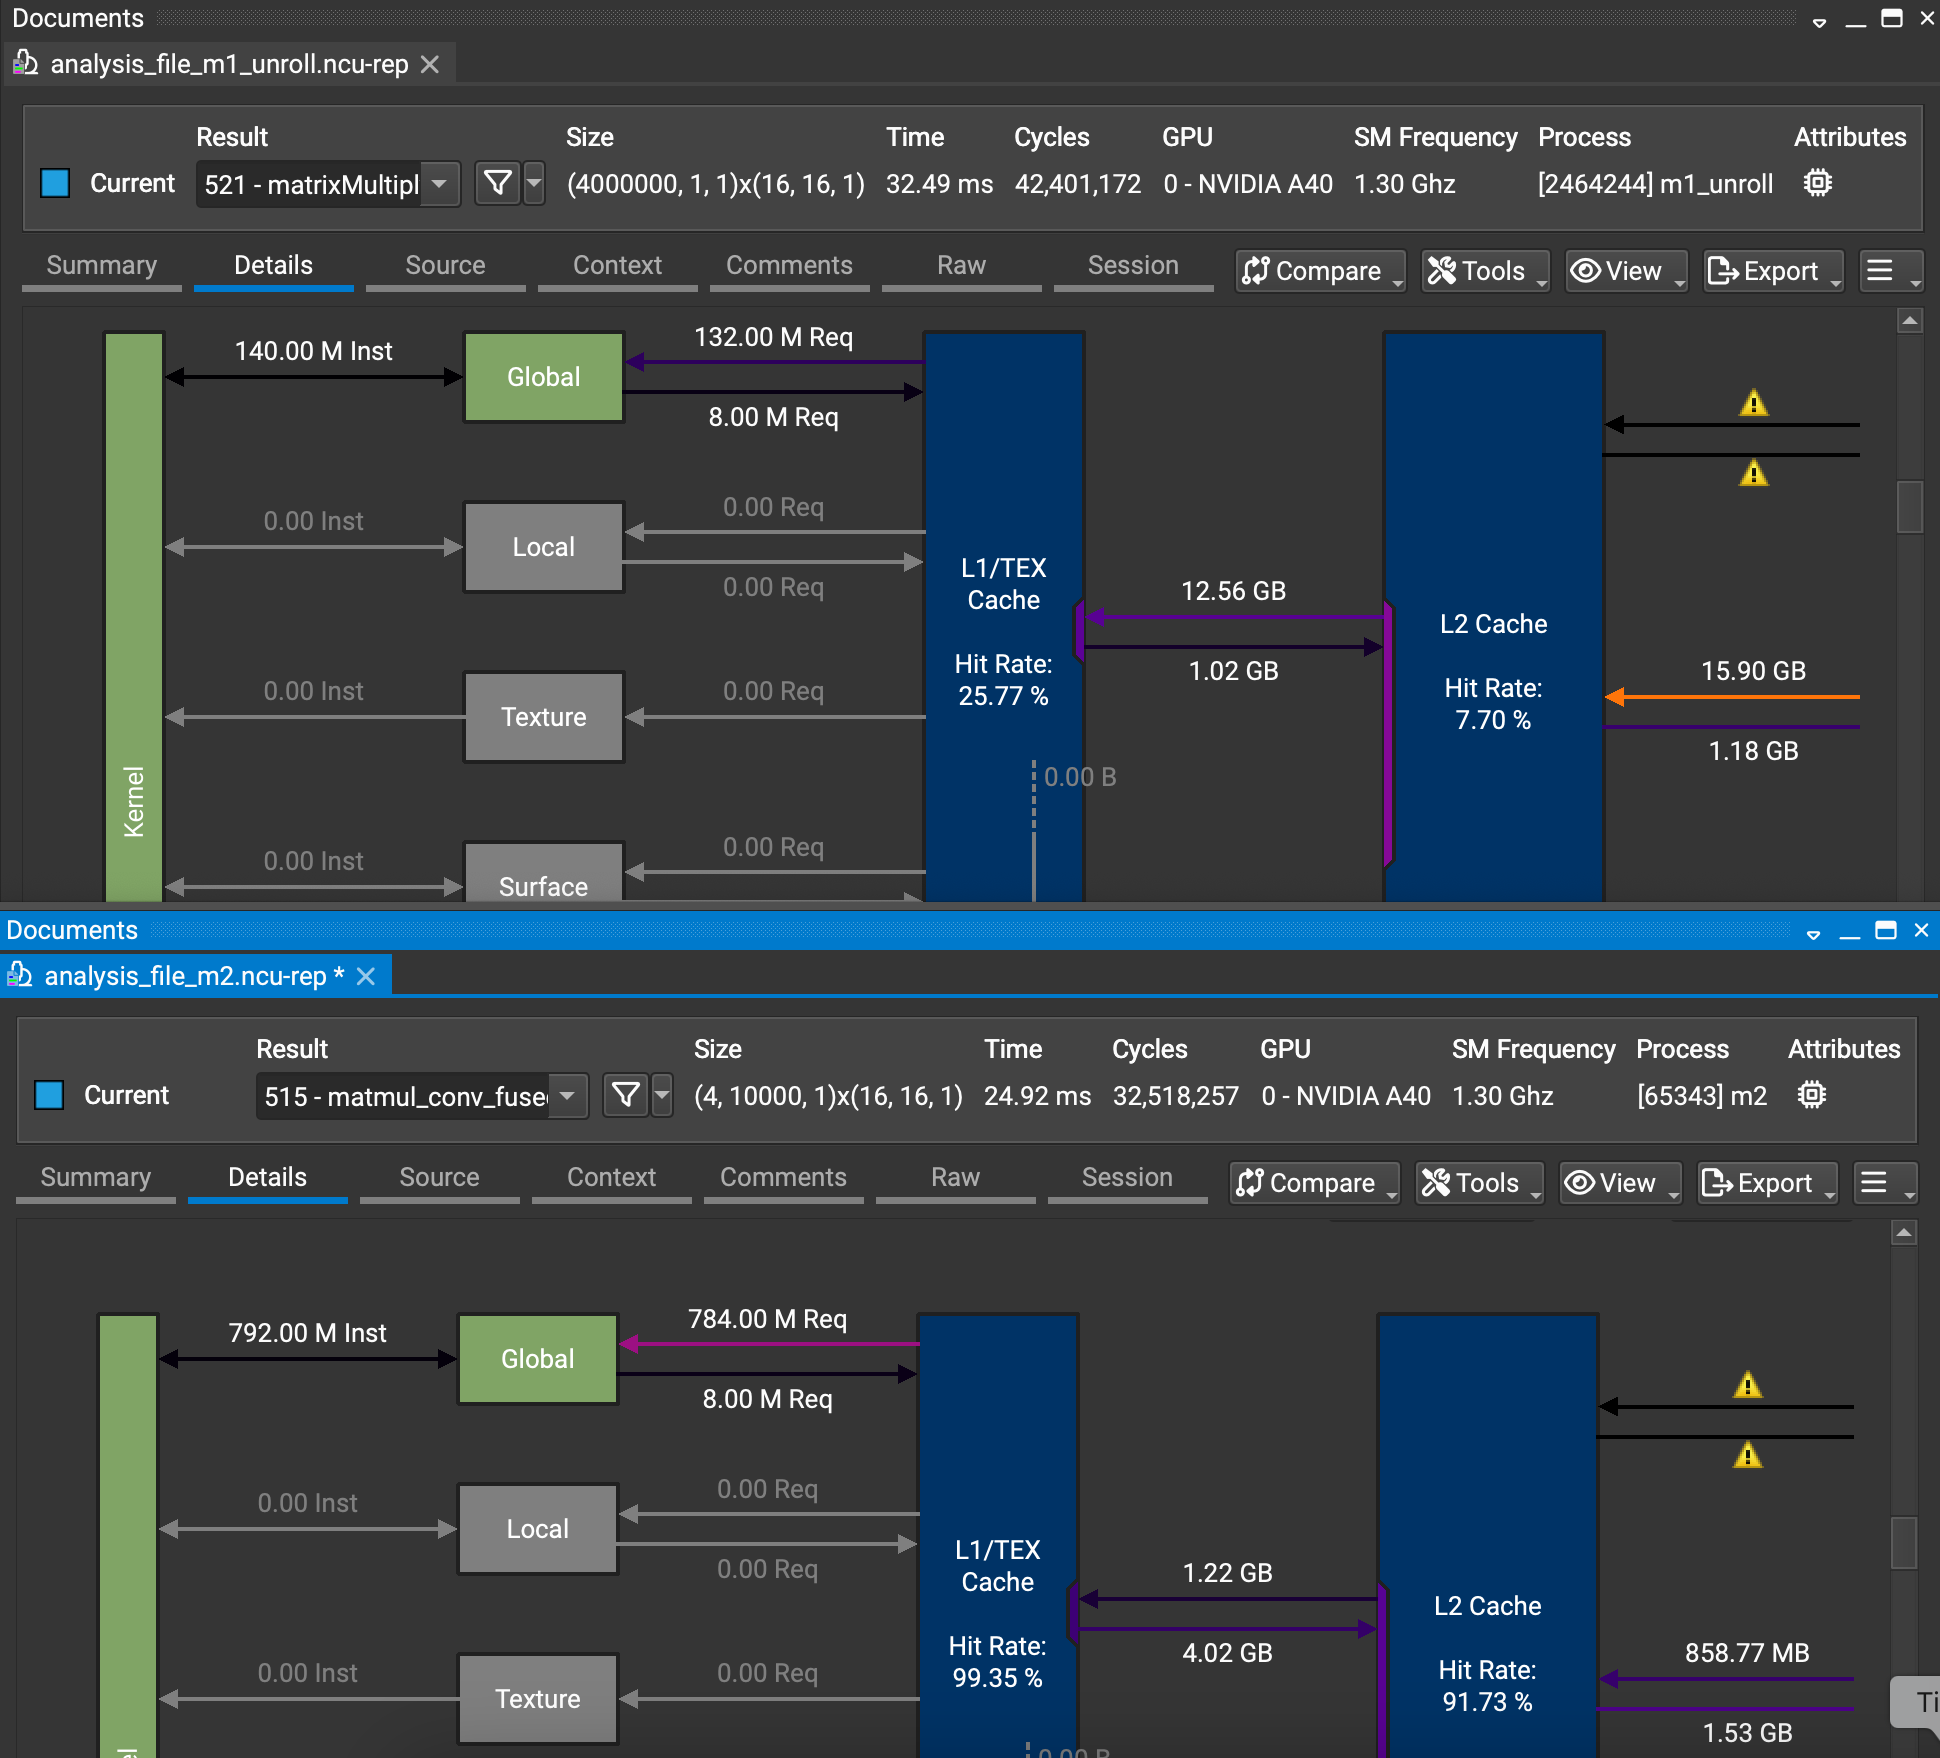 Documents
analysis_file_m1_unroll.ncu-rep
Result Size Time Cycles GPU SM Frequency Process Attributes
Current 521 - matrixMultipl (4000000, 1, 1)x(16, 16, 1) 32.49 ms 42,401,172 0 - NVIDIA A40 1.30 Ghz [2464244] m1_unroll
Summary Details Source Context Comments Raw Session Compare Tools View Export
140.00 M Inst
Global
132.00 M Req
8.00 M Req
0.00 Inst
Local
0.00 Req
0.00 Req
L1/TEX
Cache
Hit Rate:
25.77 %
12.56 GB
1.02 GB
L2 Cache
Hit Rate:
7.70 %
15.90 GB
1.18 GB
0.00 Inst
Texture
0.00 Req
0.00 B
Kernel
0.00 Inst
Surface
0.00 Req
Documents
analysis_file_m2.ncu-rep *
Result Size Time Cycles GPU SM Frequency Process Attributes
Current 515 - matmul_conv_fuse (4, 10000, 1)x(16, 16, 1) 24.92 ms 32,518,257 0 - NVIDIA A40 1.30 Ghz [65343] m2
Summary Details Source Context Comments Raw Session Compare Tools View Export
792.00 M Inst
Global
784.00 M Req
8.00 M Req
0.00 Inst
Local
0.00 Req
0.00 Req
L1/TEX
Cache
Hit Rate:
99.35 %
1.22 GB
4.02 GB
L2 Cache
Hit Rate:
91.73 %
858.77 MB
1.53 GB
0.00 Inst
Texture
0.00 Req
0.00 B
Ti